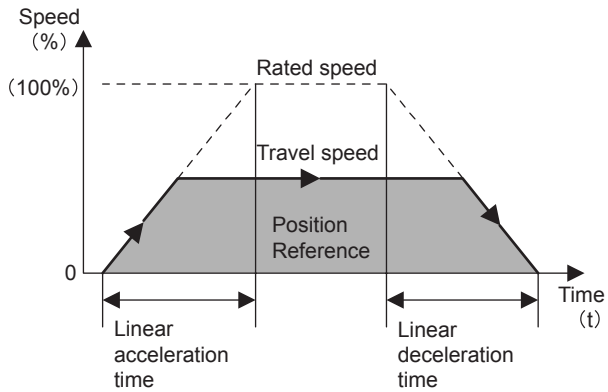 Speed
(%)
(100%)
Rated speed
Travel speed
Position
Reference
0
Time
(t)
Linear
acceleration
time
Linear
deceleration
time